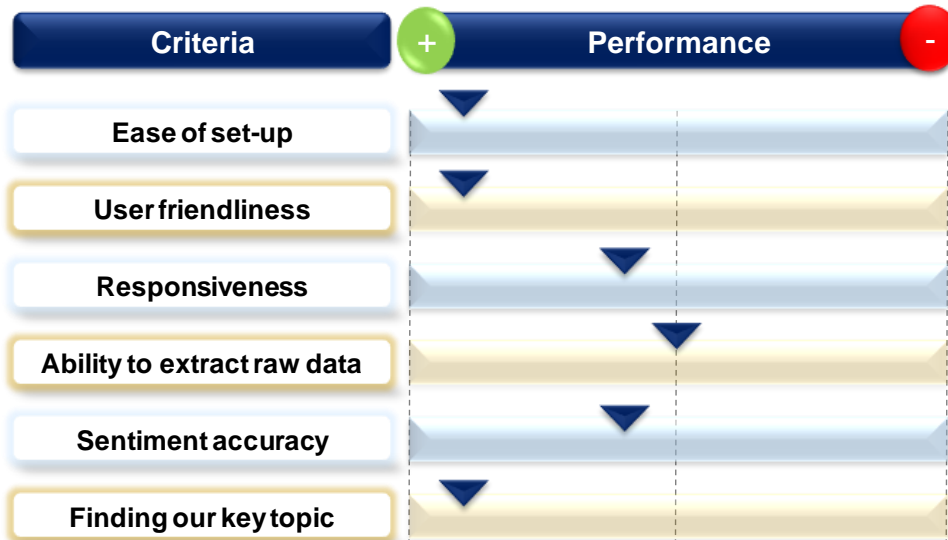 Criteria
+
Performance
-
Ease of set-up
User friendliness
Responsiveness
Ability to extract raw data
Sentiment accuracy
Finding our key topic